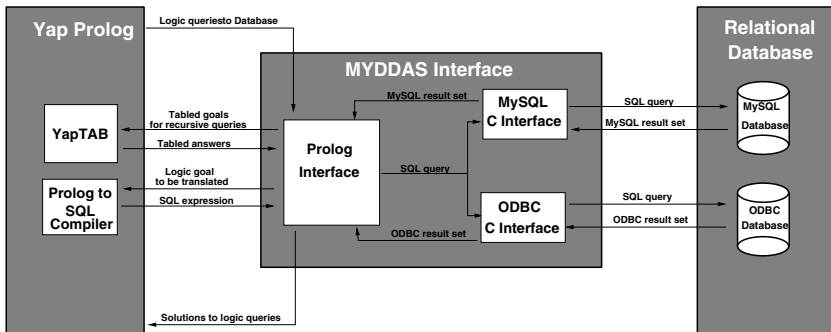 Yap Prolog
Logic queriesto Database
Relational
Database
MYDDAS Interface
MySQL result set
MySQL
C Interface
SQL query
MySQL result set
MySQL
Database
YapTAB
Tabled goals
for recursive queries
Tabled answers
Prolog
Interface
SQL query
Prolog to
SQL
Compiler
Logic goal
to be translated
SQL expression
ODBC result set
ODBC
C Interface
SQL query
ODBC result set
ODBC
Database
Solutions to logic queries